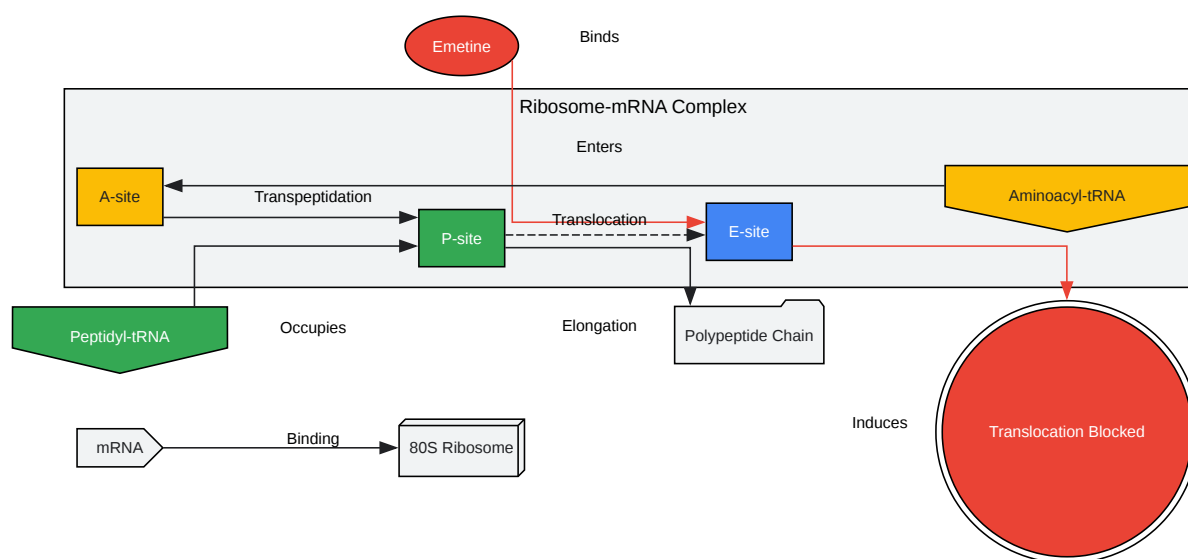 Emetine
Binds
Ribosome-mRNA Complex
Enters
A-site
Transpeptidation
Aminoacyl-tRNA
Translocation
P-site
E-site
Peptidyl-tRNA
Occupies
Elongation
Polypeptide Chain
Induces
Translocation Blocked
mRNA
Binding
80S Ribosome